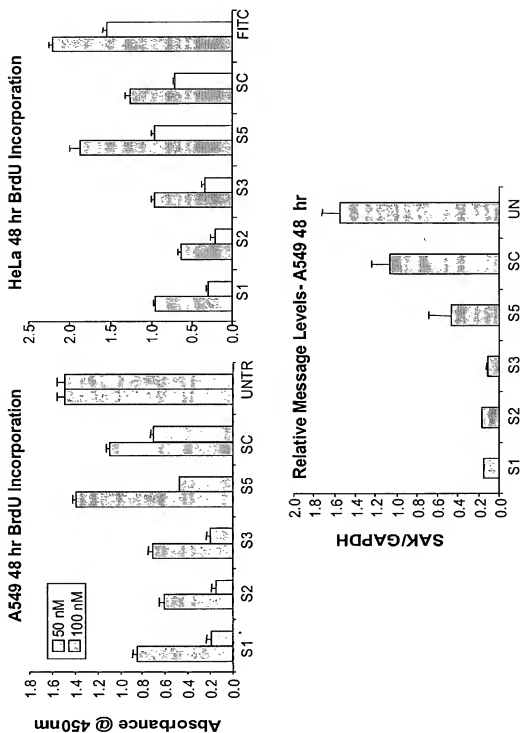 A549 48 hr BrdU Incorporation
50 nM
100 nM
Absorbance @ 450nm
1.8
1.6
1.4
1.2
1.0
0.8
0.6
0.4
0.2
0.0
S1
S2
S3
S5
SC
UNTR
HeLa 48 hr BrdU Incorporation
2.5
2.0
1.5
1.0
0.5
0.0
S1
S2
S3
S5
SC
FITC
Relative Message Levels- A549 48 hr
SAK/GAPDH
2.0
1.8
1.6
1.4
1.2
1.0
0.8
0.6
0.4
0.2
0.0
S1
S2
S3
S5
SC
UN